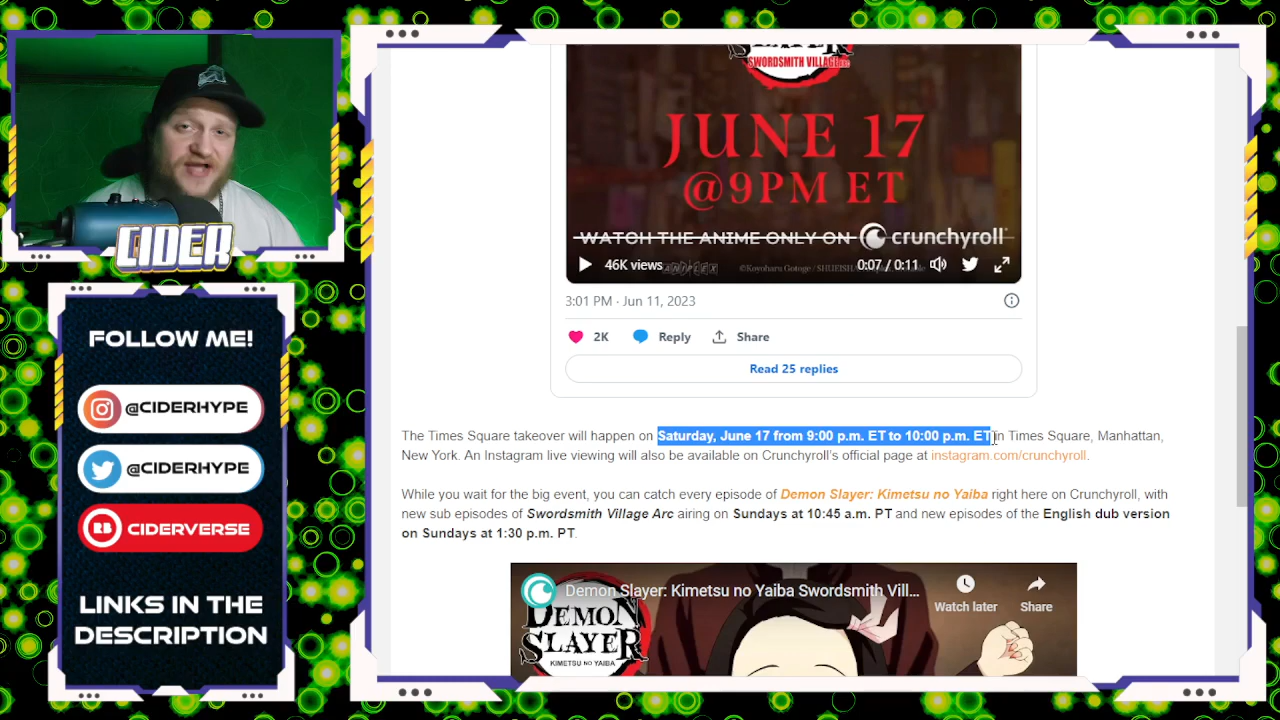 CIDER
FOLLOW ME!
@CIDERHYPE
@CIDERHYPE
CIDERVERSE
LINKS IN THE
DESCRIPTION
SLAYER
SWORDSMITH VILLAGE ARC
JUNE 17
@9PM ET
WATCH THE ANIME ONLY ON crunchyroll
46K views
0:07 / 0:11
3:01 PM · Jun 11, 2023
2K Reply Share
Read 25 replies
The Times Square takeover will happen on Saturday, June 17 from 9:00 p.m. ET to 10:00 p.m. ET in Times Square, Manhattan,
New York. An Instagram live viewing will also be available on Crunchyroll's official page at instagram.com/crunchyroll.
While you wait for the big event, you can catch every episode of Demon Slayer: Kimetsu no Yaiba right here on Crunchyroll, with
new sub episodes of Swordsmith Village Arc airing on Sundays at 10:45 a.m. PT and new episodes of the English dub version
on Sundays at 1:30 p.m. PT.
Demon Slayer: Kimetsu no Yaiba Swordsmith Vill...
Watch later Share
DEMON
SLAYER
KIMETSU NO YAIBA